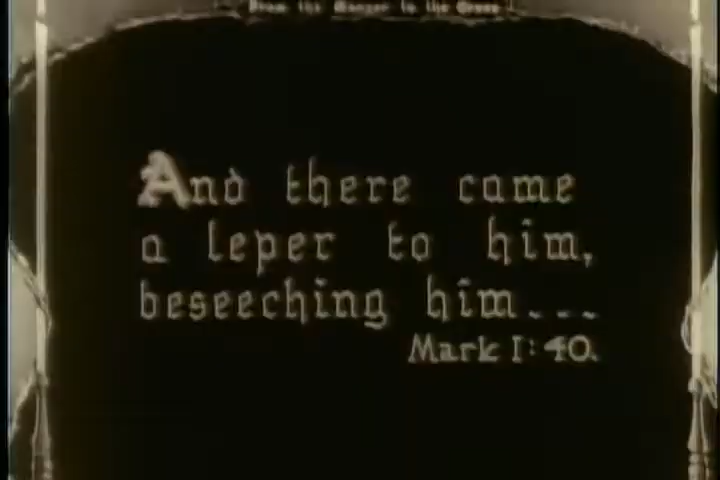 From the Manger to the Cross
And there came
a leper to him,
beseeching him...
Mark I:40.